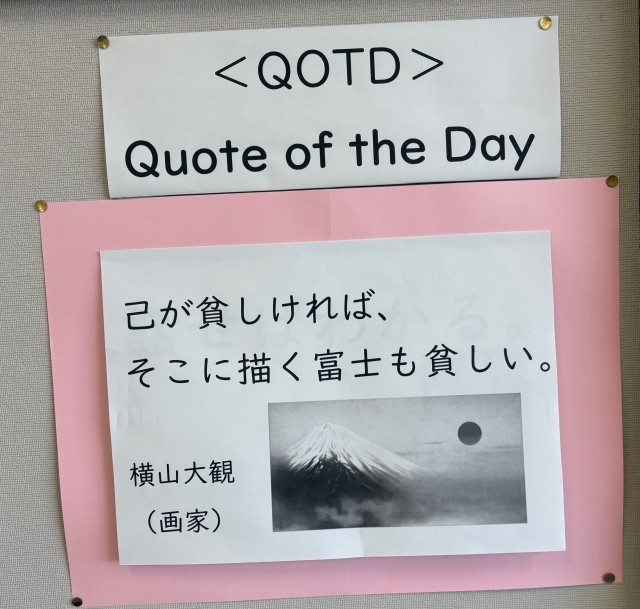 ＜QOTD＞
Quote of the Day
己が貧しければ、
そこに描く富士も貧しい。
横山大観
（画家）